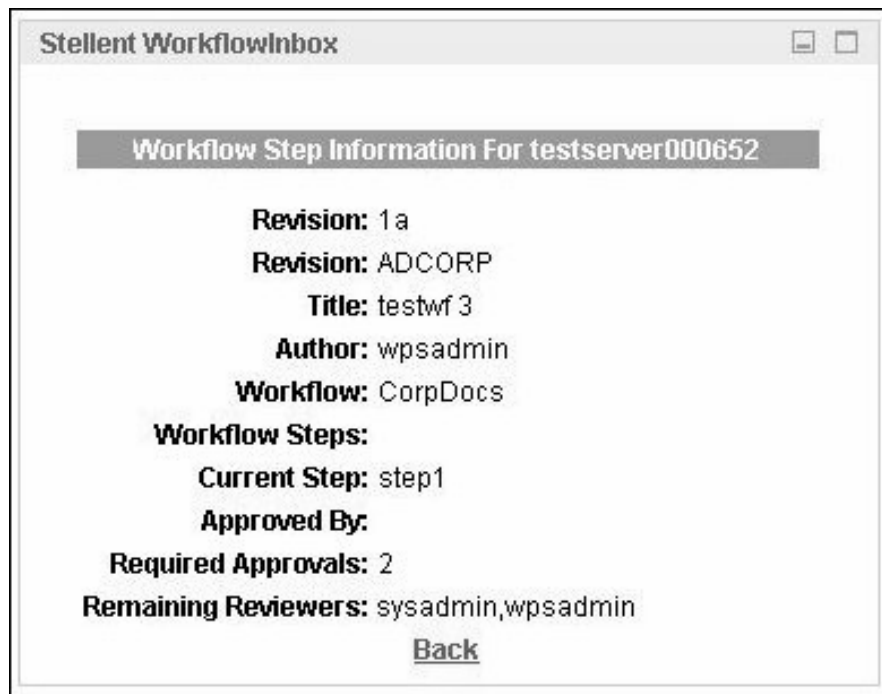 Stellent WorkflowInbox
Workflow Step Information For testserver000652
Revision: 1a
Revision: ADCORP
Title: testwf 3
Author: wpsadmin
Workflow: CorpDocs
Workflow Steps:
Current Step: step1
Approved By:
Required Approvals: 2
Remaining Reviewers: sysadmin,wpsadmin
Back